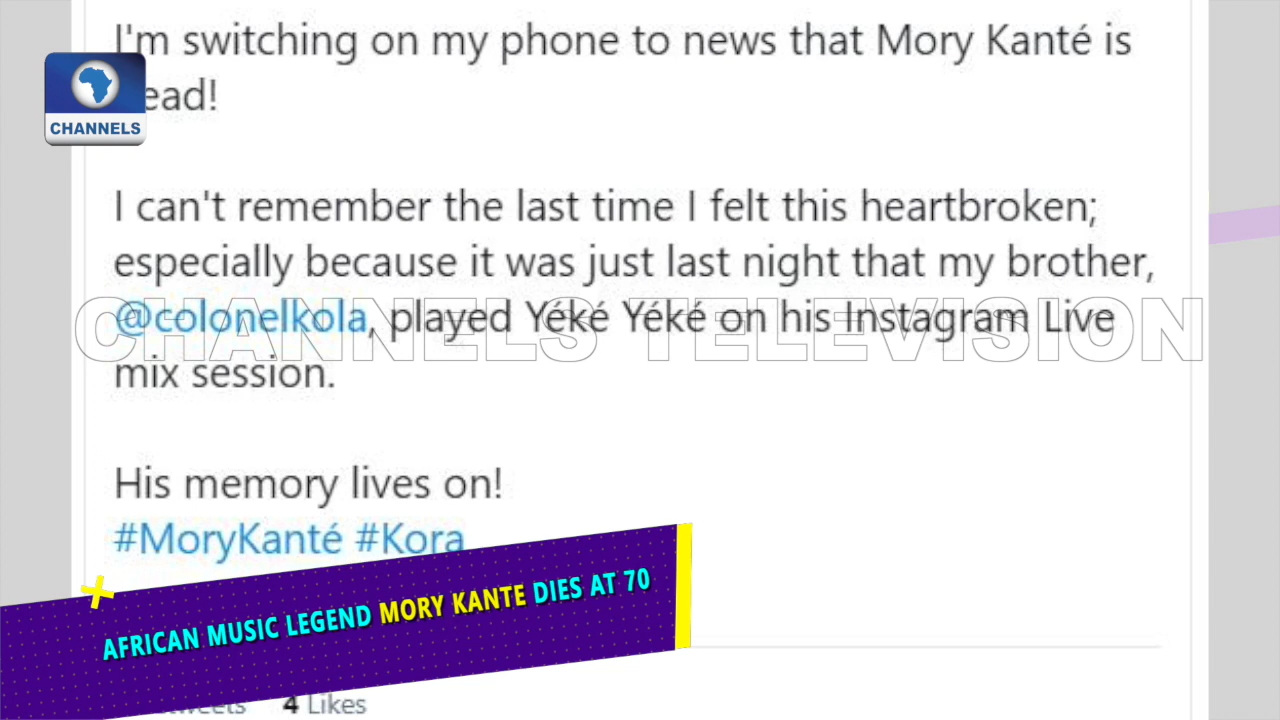 I'm switching on my phone to news that Mory Kanté is
ead!
CHANNELS
I can't remember the last time I felt this heartbroken;
especially because it was just last night that my brother,
@colonelkola, played Yéké Yéké on his Instagram Live
CHANNELS TELEVISION
mix session.
His memory lives on!
#MoryKanté #Kora
AFRICAN MUSIC LEGEND MORY KANTE DIES AT 70
4 Likes